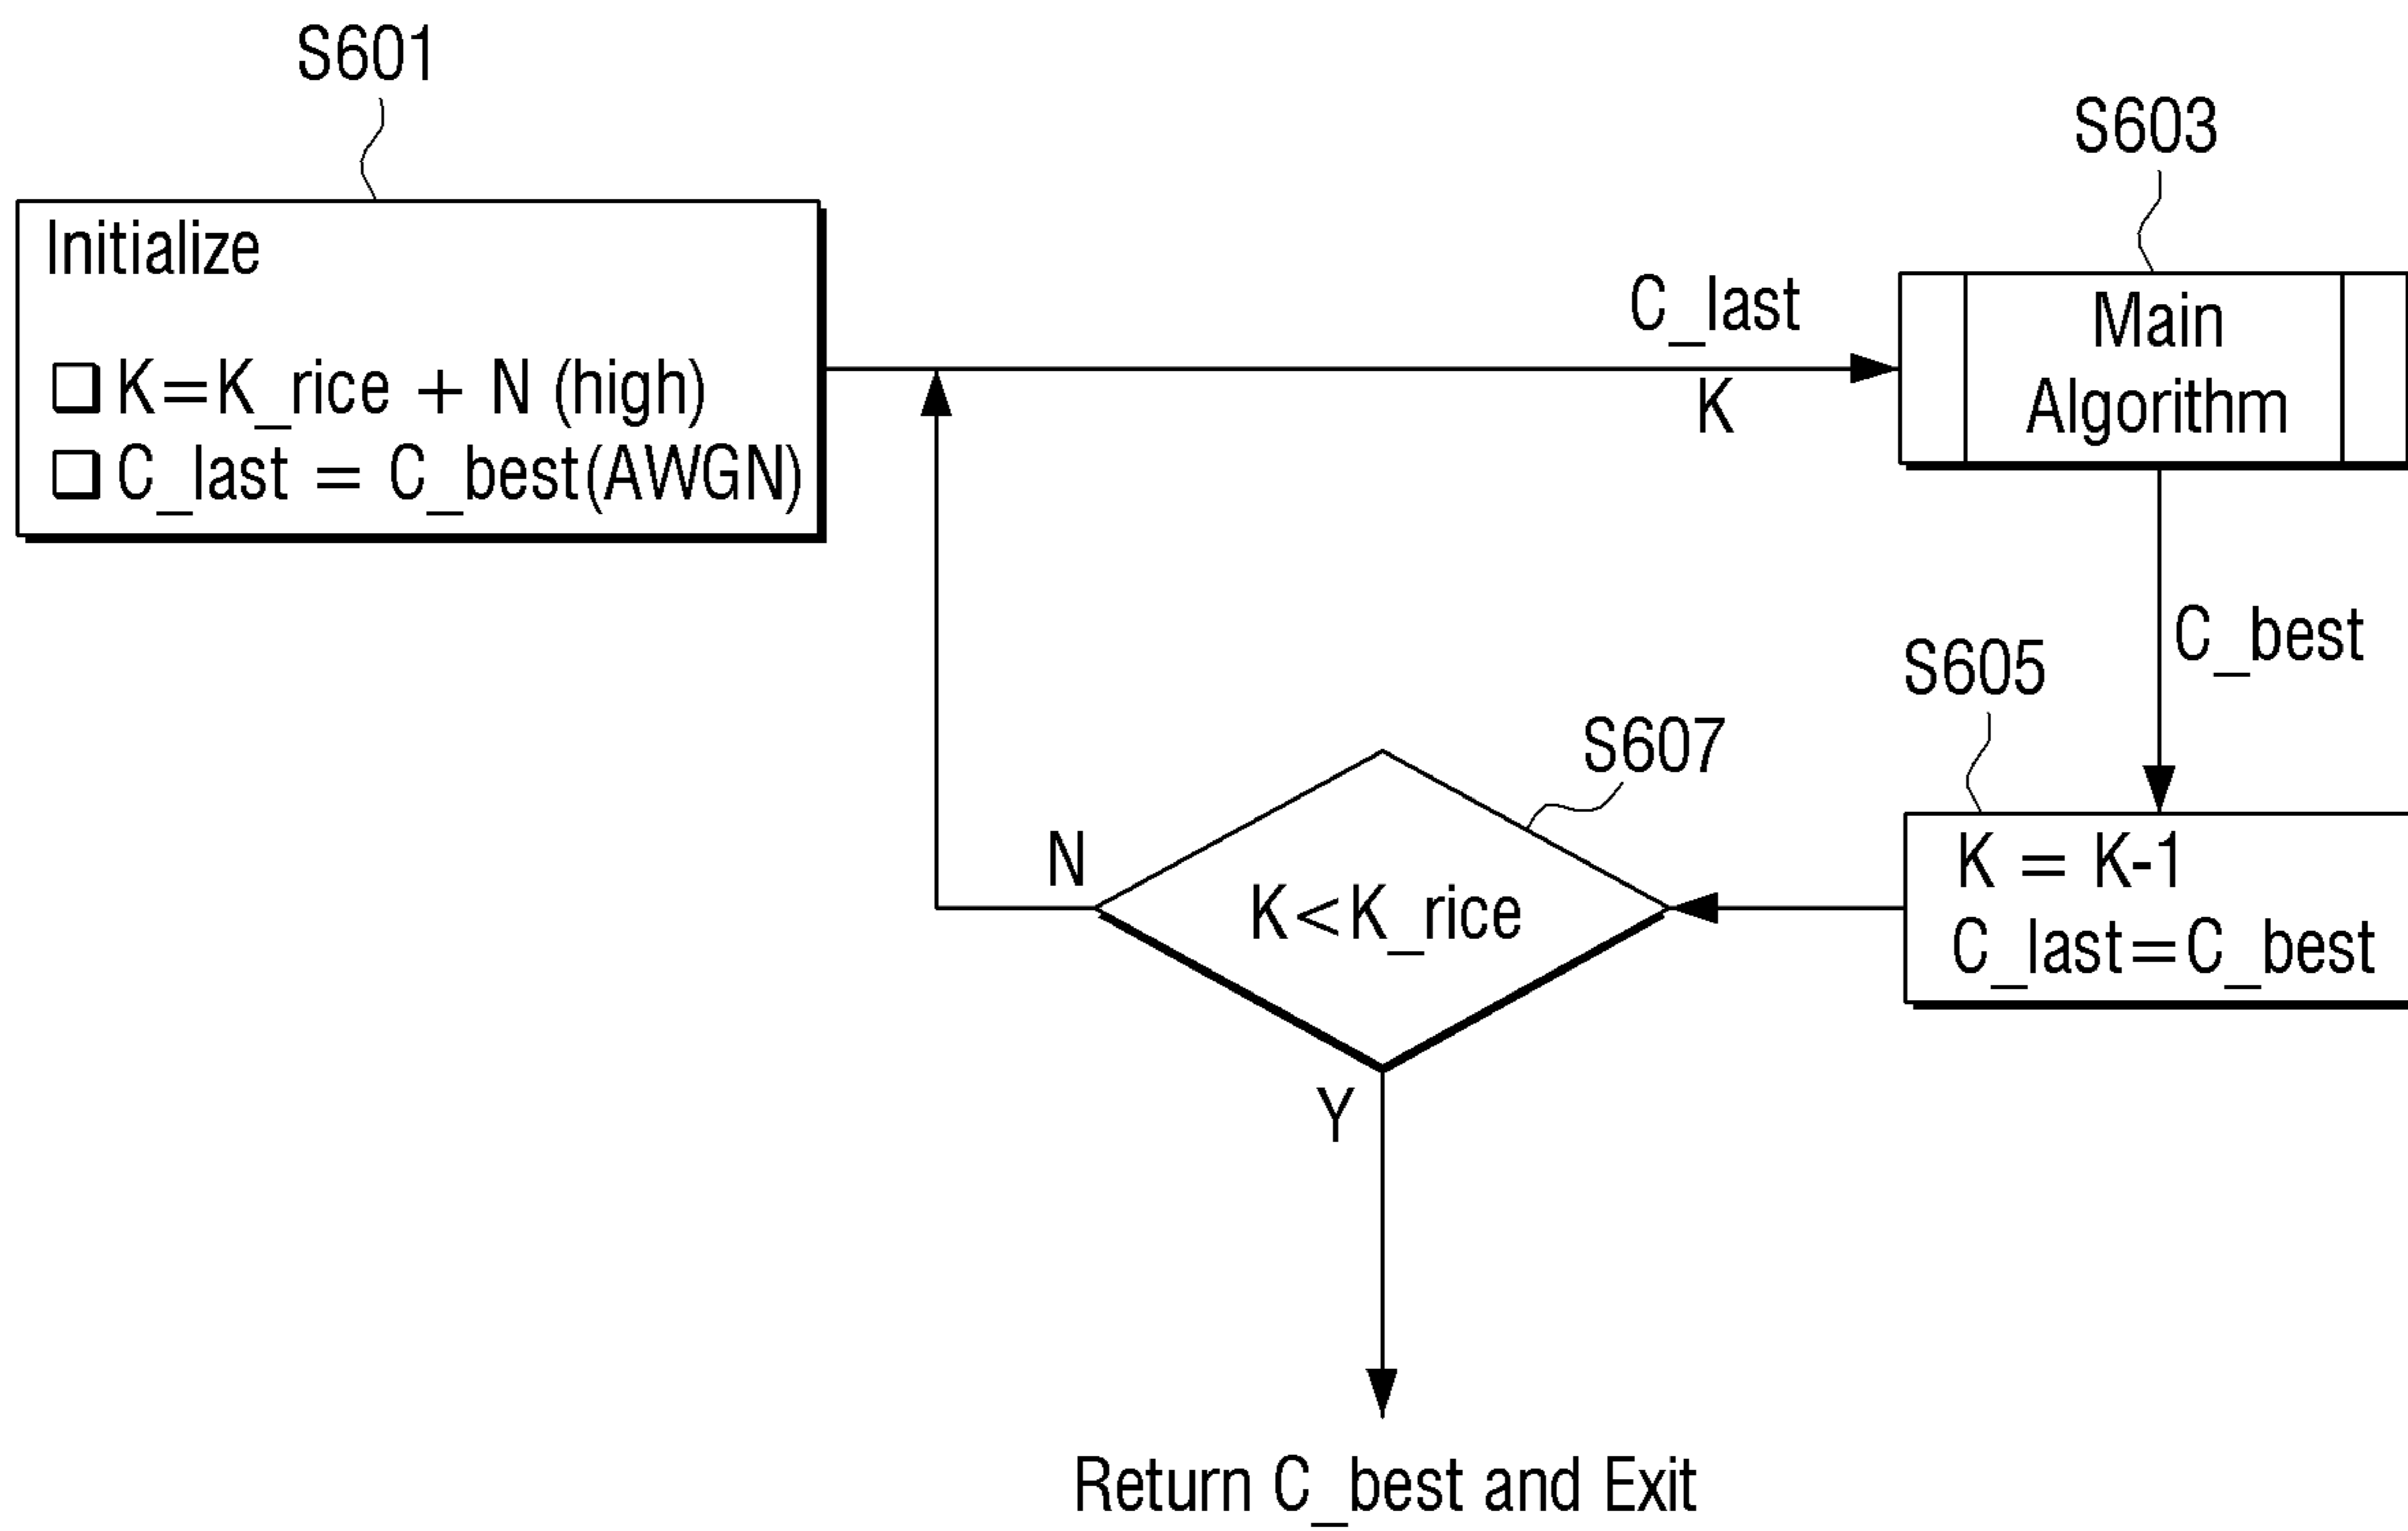 S601
Initialize
K=K_rice + N (high)
C_last = C_best(AWGN)
C_last
K
S603
Main
Algorithm
C_best
S605
K = K-1
C_last=C_best
S607
K<K_rice
N
Y
Return C_best and Exit